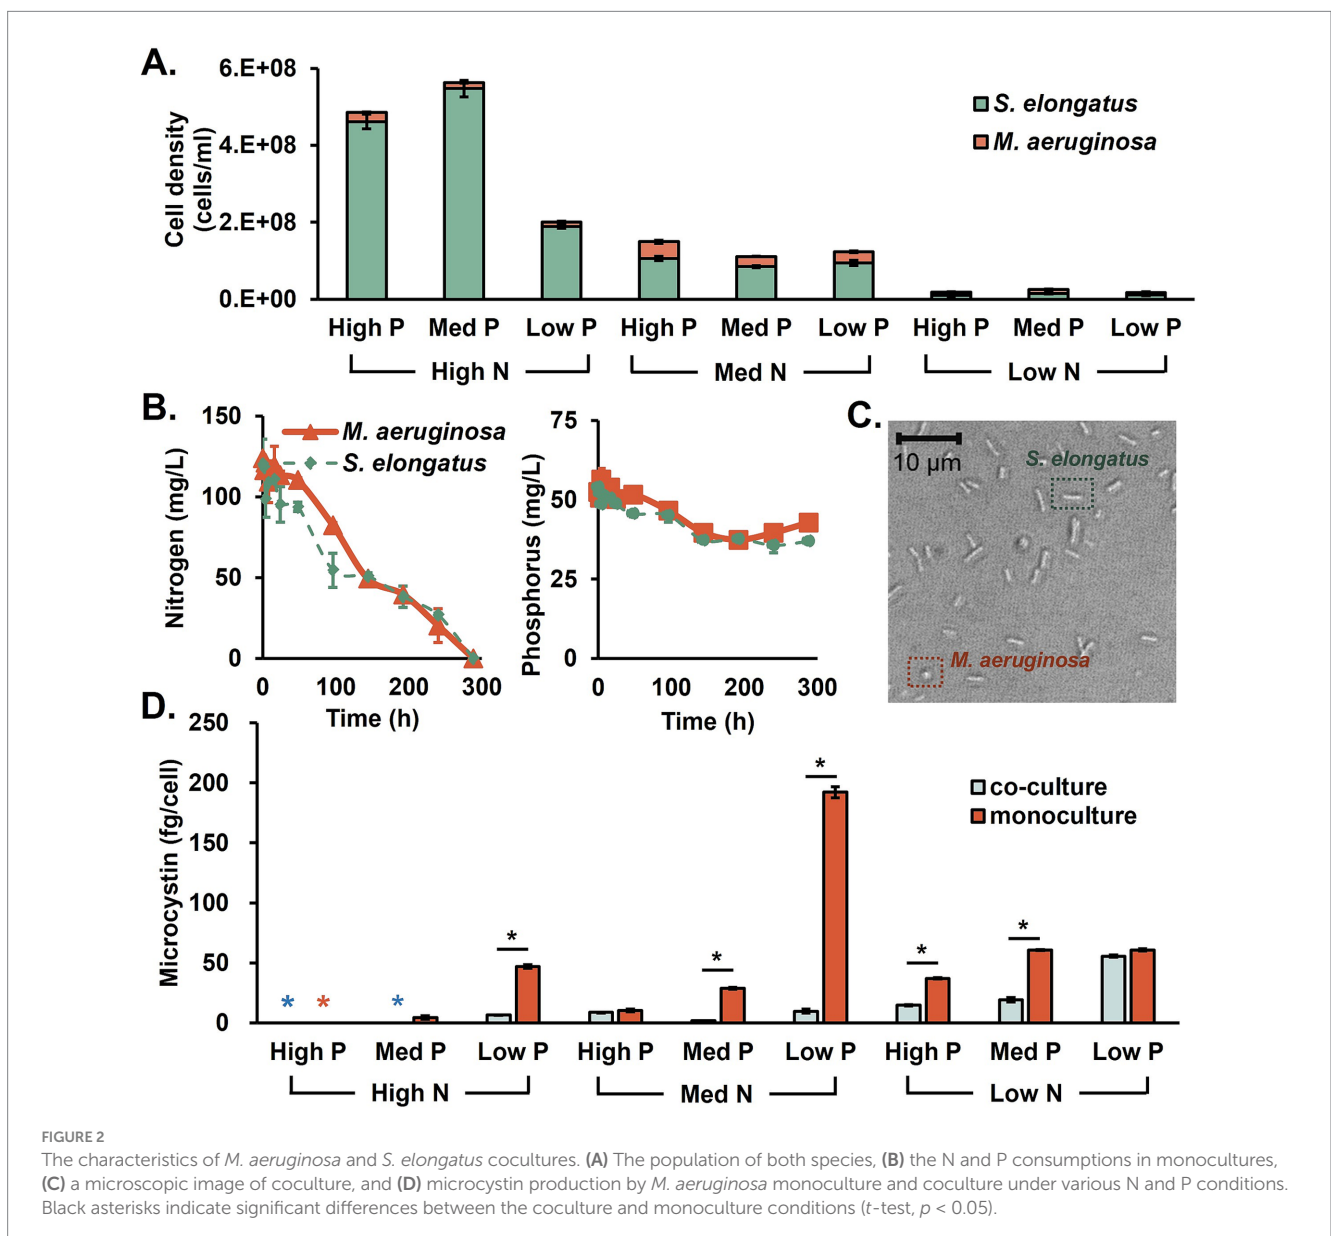 A.
6.E+08
4.E+08
2.E+08
0.E+00
Cell density
(cells/ml)
S. elongatus
M. aeruginosa
High P Med P Low P High P Med P Low P High P Med P Low P
High N Med N Low N
B.
150
100
50
0
Nitrogen (mg/L)
M. aeruginosa
S. elongatus
0 100 200 300
Time (h)
75
50
25
0
Phosphorus (mg/L)
0 100 200 300
Time (h)
C.
10 µm
S. elongatus
M. aeruginosa
D.
250
200
150
100
50
0
Microcystin (fg/cell)
co-culture
monoculture
* * * * * * * * *
High P Med P Low P High P Med P Low P High P Med P Low P
High N Med N Low N
FIGURE 2
The characteristics of M. aeruginosa and S. elongatus cocultures. (A) The population of both species, (B) the N and P consumptions in monocultures,
(C) a microscopic image of coculture, and (D) microcystin production by M. aeruginosa monoculture and coculture under various N and P conditions.
Black asterisks indicate significant differences between the coculture and monoculture conditions (t-test, p < 0.05).